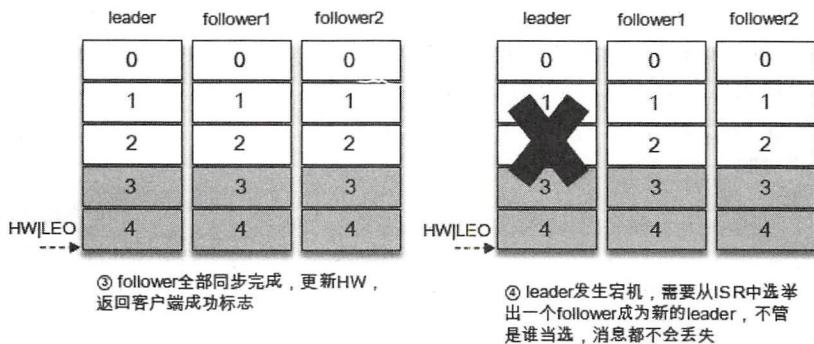 leader follower1 follower2
0 0 0
1 1 1
2 2 2
3 3 3
HW|LEO 4 4 4
③ follower全部同步完成，更新HW，
返回客户端成功标志
leader follower1 follower2
0 0 0
1 1 1
2 2
3 3 3
HW|LEO 4 4 4
④ leader发生宕机，需要从ISR中选举
出一个follower成为新的leader，不管
是谁当选，消息都不会丢失